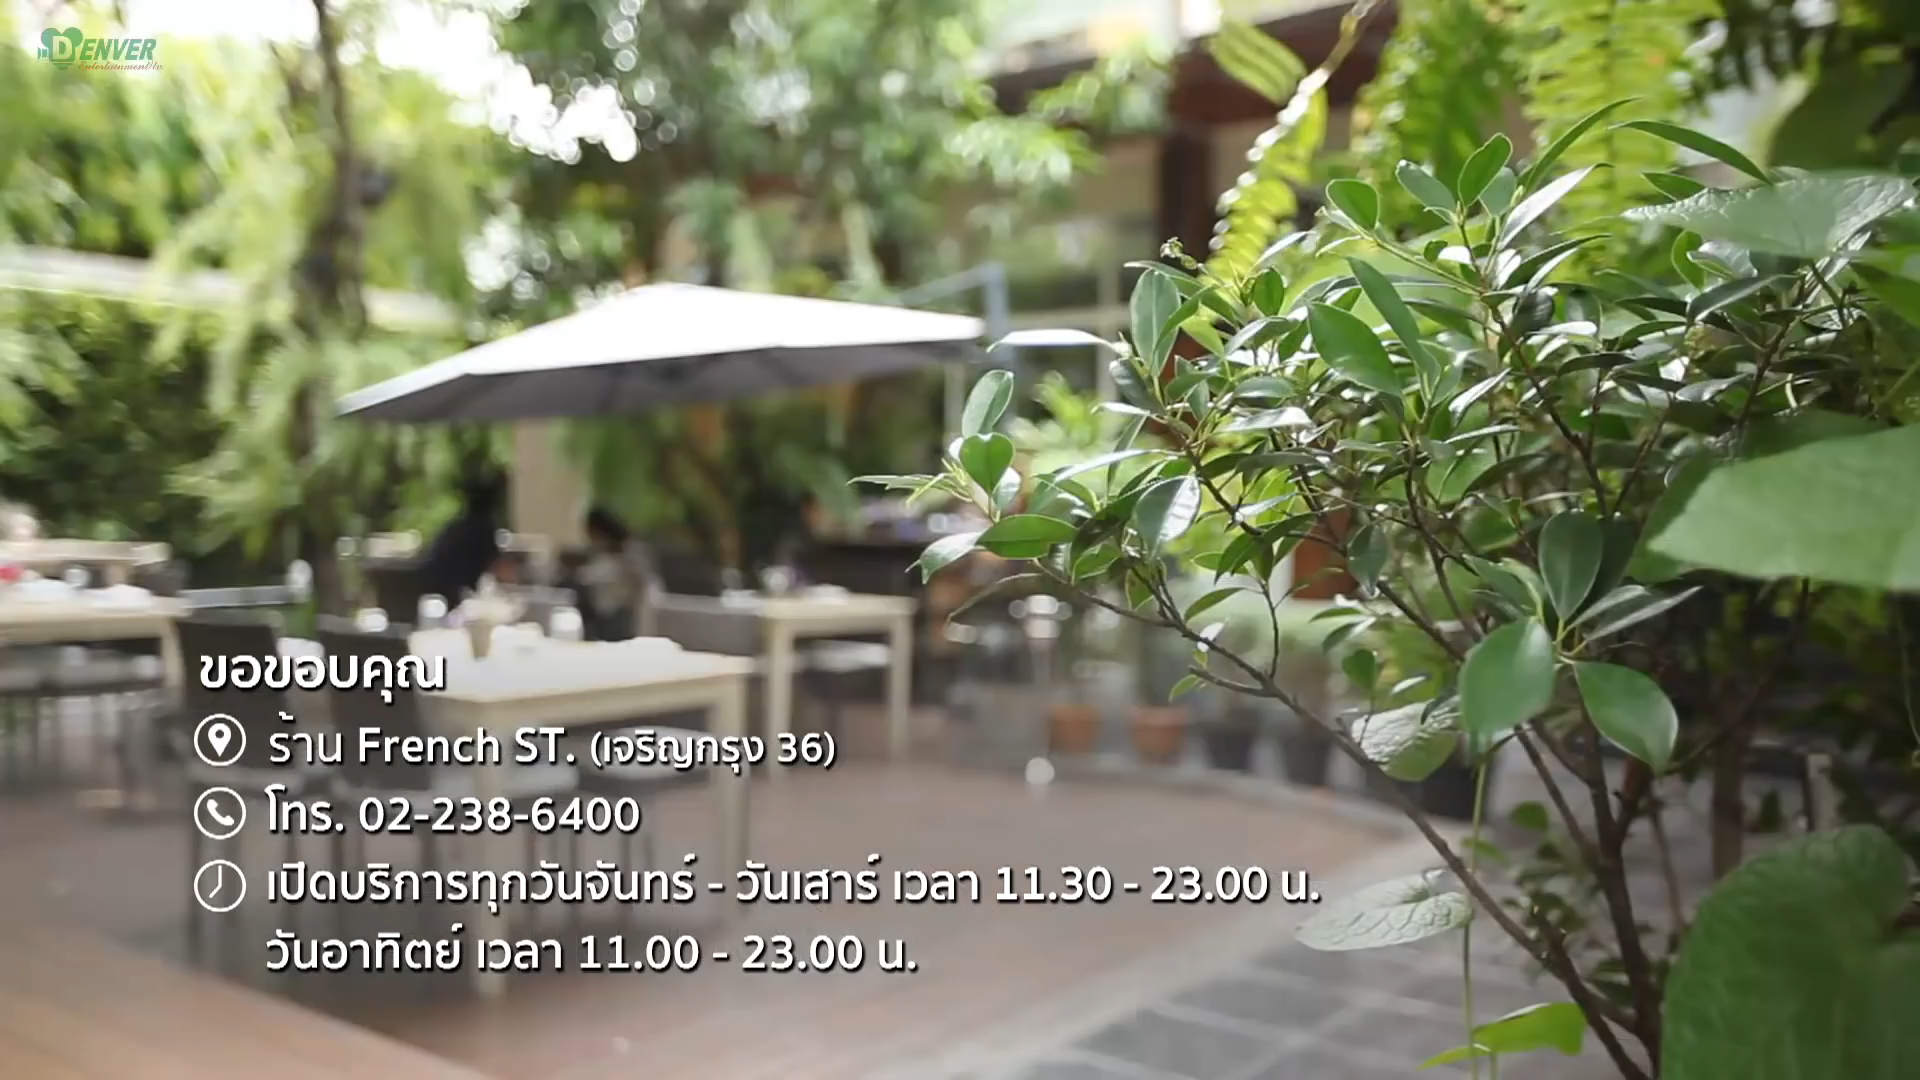 DENVER
Entertainment4tv
ขอขอบคุณ
ร้าน French ST. (เจริญกรุง 36)
โทร. 02-238-6400
เปิดบริการทุกวันจันทร์ - วันเสาร์ เวลา 11.30 - 23.00 น.
วันอาทิตย์ เวลา 11.00 - 23.00 น.